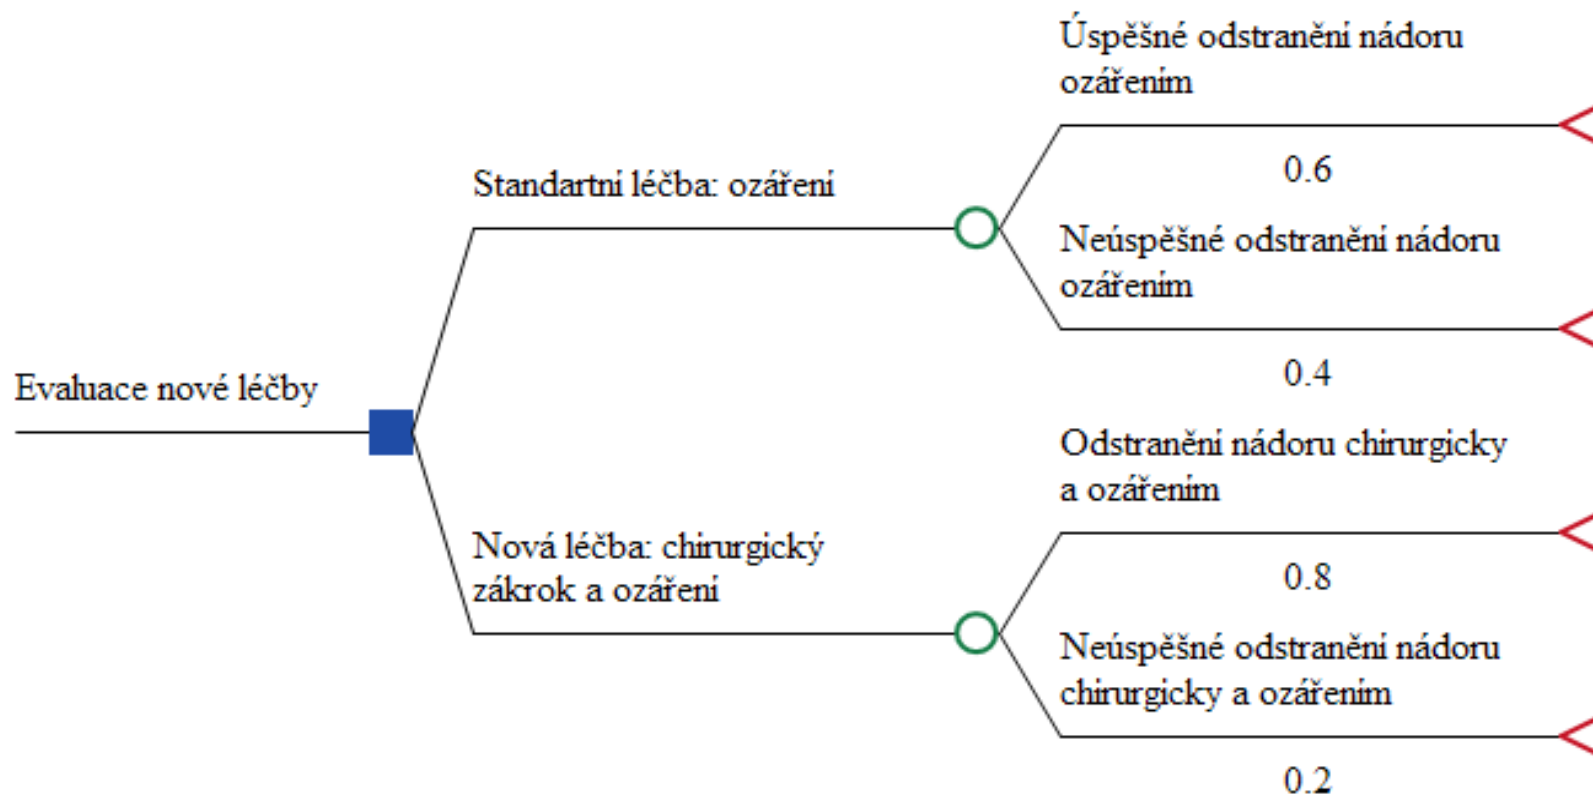 Úspěšné odstranění nádoru
ozářením
0.6
Standartní léčba: ozáření
Neúspěšné odstranění nádoru
ozářením
0.4
Evaluace nové léčby
Odstranění nádoru chirurgicky
a ozářením
0.8
Nová léčba: chirurgický
zákrok a ozáření
Neúspěšné odstranění nádoru
chirurgicky a ozářením
0.2